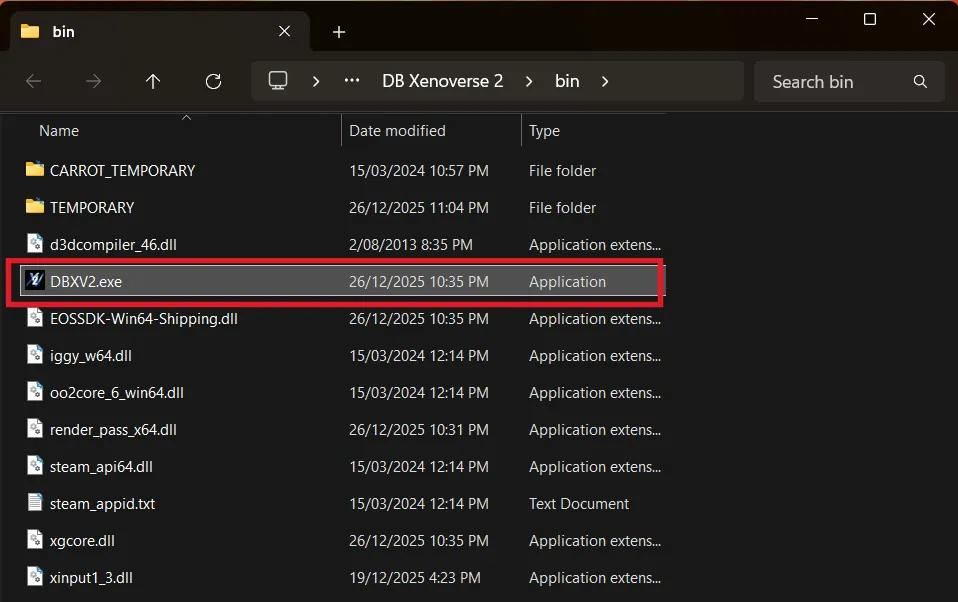 bin
DB Xenoverse 2 bin Search bin
Name Date modified Type
CARROT_TEMPORARY 15/03/2024 10:57 PM File folder
TEMPORARY 26/12/2025 11:04 PM File folder
d3dcompiler_46.dll 2/08/2013 8:35 PM Application extens...
DBXV2.exe 26/12/2025 10:35 PM Application
EOSSDK-Win64-Shipping.dll 26/12/2025 10:35 PM Application extens...
iggy_w64.dll 15/03/2024 12:14 PM Application extens...
oo2core_6_win64.dll 15/03/2024 12:14 PM Application extens...
render_pass_x64.dll 26/12/2025 10:31 PM Application extens...
steam_api64.dll 15/03/2024 12:14 PM Application extens...
steam_appid.txt 15/03/2024 12:14 PM Text Document
xgcore.dll 26/12/2025 10:35 PM Application extens...
xinput1_3.dll 19/12/2025 4:23 PM Application extens...